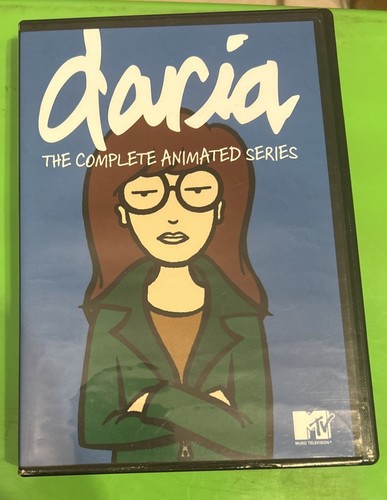 daria
THE COMPLETE ANIMATED SERIES
MTV
MUSIC TELEVISION®